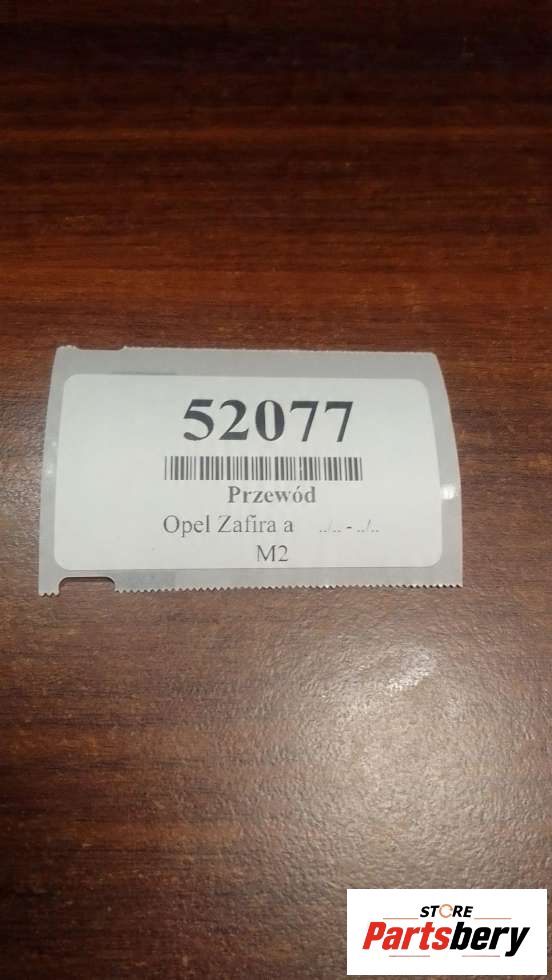 52077
Przewód
Opel Zafira a ../.. - ../..
M2
STORE
Partsbery